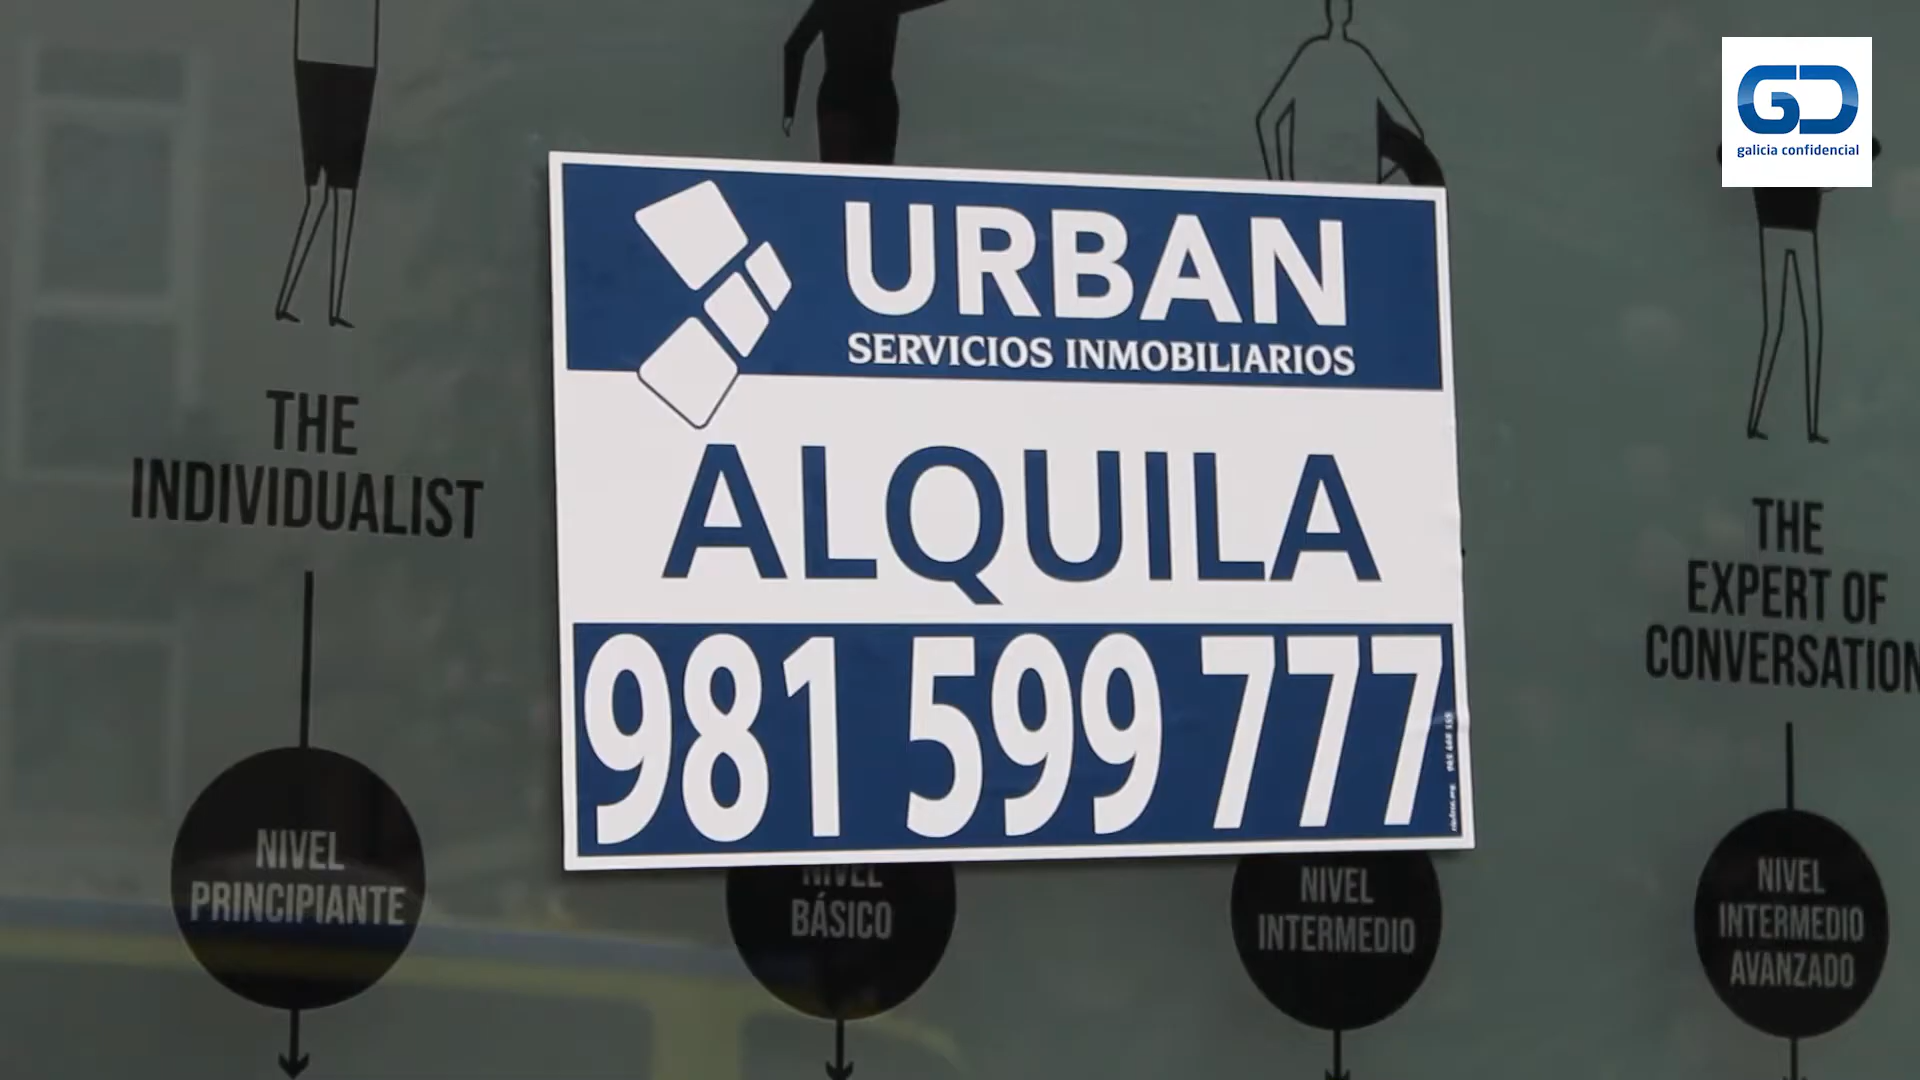 galicia confidencial
URBAN
SERVICIOS INMOBILIARIOS
ALQUILA
981 599 777
THE
INDIVIDUALIST
THE
EXPERT OF
CONVERSATION
NIVEL
PRINCIPIANTE
NIVEL
BÁSICO
NIVEL
INTERMEDIO
NIVEL
INTERMEDIO
AVANZADO